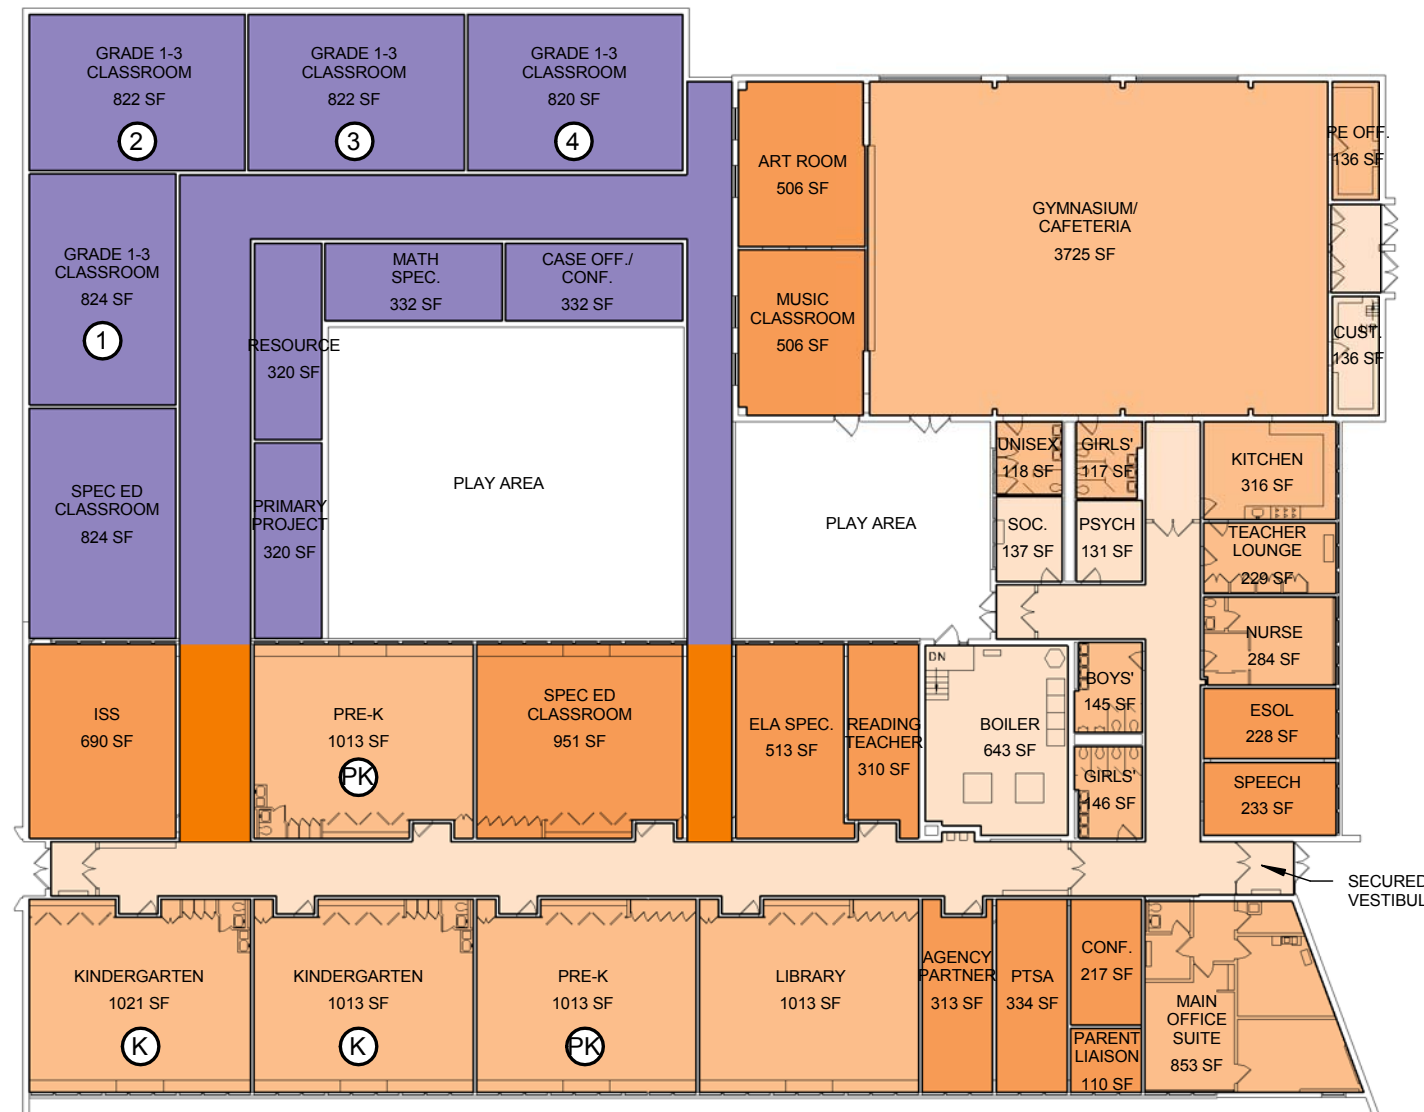 GRADE 1-3
CLASSROOM
822 SF
2
GRADE 1-3
CLASSROOM
822 SF
3
GRADE 1-3
CLASSROOM
820 SF
4
ART ROOM
506 SF
GYMNASIUM/
CAFETERIA
3725 SF
PE OFF.
136 SF
GRADE 1-3
CLASSROOM
824 SF
1
MATH
SPEC.
332 SF
CASE OFF./
CONF.
332 SF
RESOURCE
320 SF
MUSIC
CLASSROOM
506 SF
CUST.
136 SF
SPEC ED
CLASSROOM
824 SF
PRIMARY
PROJECT
320 SF
PLAY AREA
PLAY AREA
UNISEX
118 SF
GIRLS'
117 SF
KITCHEN
316 SF
SOC.
137 SF
PSYCH
131 SF
TEACHER
LOUNGE
229 SF
NURSE
284 SF
ISS
690 SF
PRE-K
1013 SF
PK
SPEC ED
CLASSROOM
951 SF
ELA SPEC.
513 SF
READING
TEACHER
310 SF
DN
BOILER
643 SF
BOYS'
145 SF
GIRLS'
146 SF
ESOL
228 SF
SPEECH
233 SF
SECURED
VESTIBUL
KINDERGARTEN
1021 SF
K
KINDERGARTEN
1013 SF
K
PRE-K
1013 SF
PK
LIBRARY
1013 SF
AGENCY
PARTNER
313 SF
PTSA
334 SF
CONF.
217 SF
PARENT
LIAISON
110 SF
MAIN
OFFICE
SUITE
853 SF